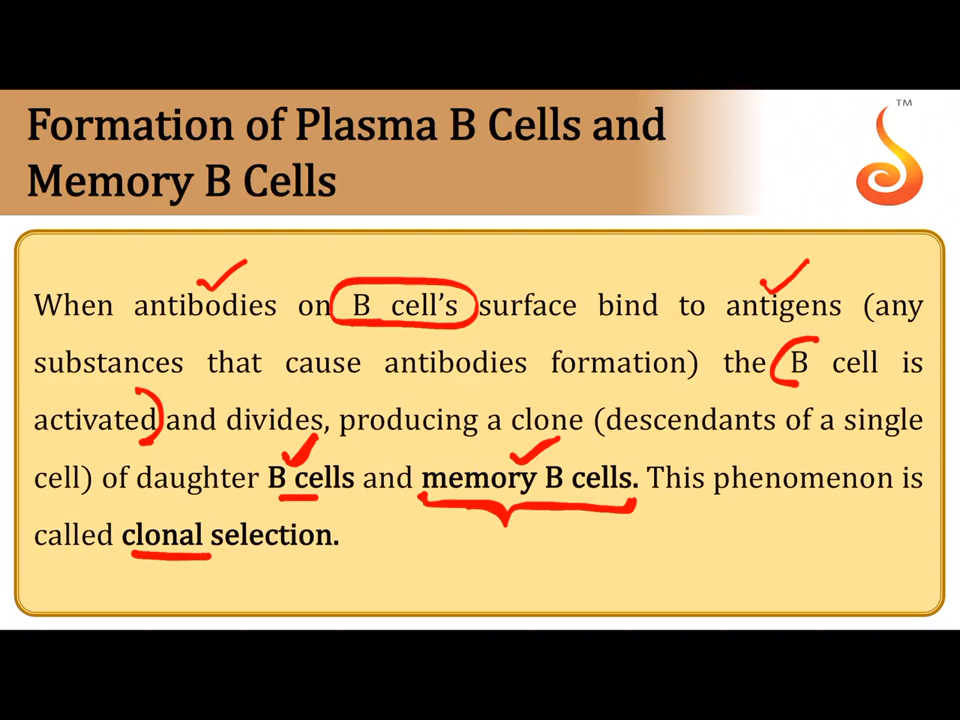 TM
Formation of Plasma B Cells and
Memory B Cells
When antibodies on B cell's surface bind to antigens (any
substances that cause antibodies formation) the B cell is
activated and divides, producing a clone (descendants of a single
cell) of daughter B cells and memory B cells. This phenomenon is
called clonal selection.